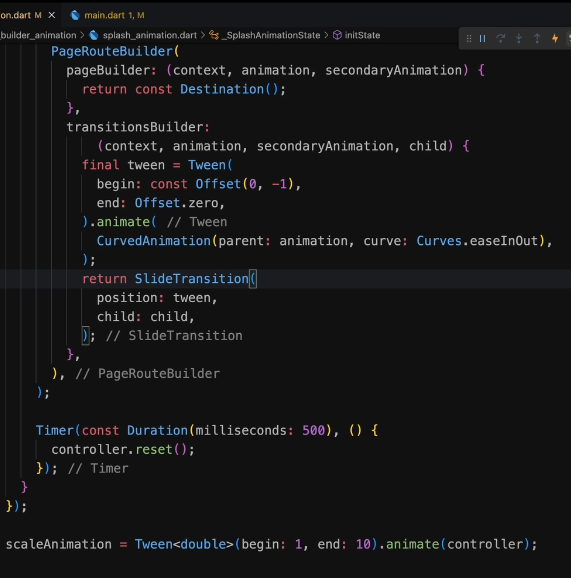 on.dart M
main.dart 1, M
builder_animation > splash_animation.dart > _SplashAnimationState > initState
PageRouteBuilder(
pageBuilder: (context, animation, secondaryAnimation) {
return const Destination();
},
transitionsBuilder:
(context, animation, secondaryAnimation, child) {
final tween = Tween(
begin: const Offset(0, -1),
end: Offset.zero,
).animate( // Tween
CurvedAnimation(parent: animation, curve: Curves.easeInOut),
);
return SlideTransition(
position: tween,
child: child,
); // SlideTransition
},
), // PageRouteBuilder
);
Timer(const Duration(milliseconds: 500), () {
controller.reset();
}); // Timer
}
});
scaleAnimation = Tween<double>(begin: 1, end: 10).animate(controller);